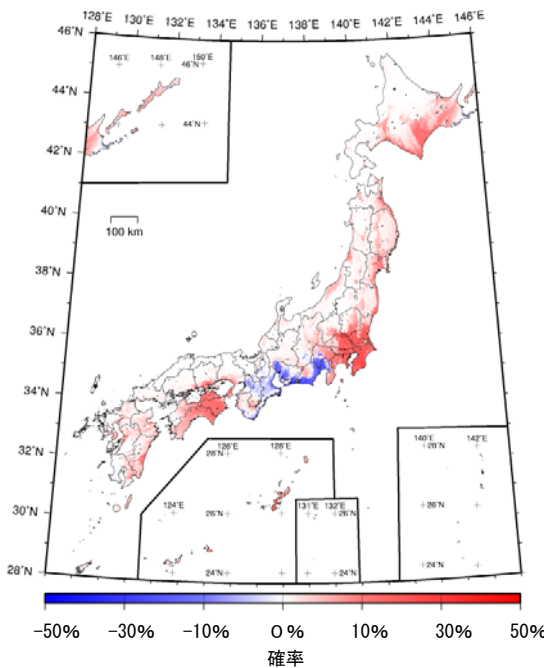 128°E 130°E 132°E 134°E 136°E 138°E 140°E 142°E 144°E 146°E
46°N
146°E 148°E 150°E
46°N
44°N
44°N
42°N
40°N
100 km
38°N
36°N
34°N
32°N
126°E 128°E
28°N
140°E 142°E
28°N
124°E
131°E 132°E
30°N
26°N
26°N
26°N
28°N
24°N
24°N
24°N
-50% -30% -10% 0% 10% 30% 50%
確率